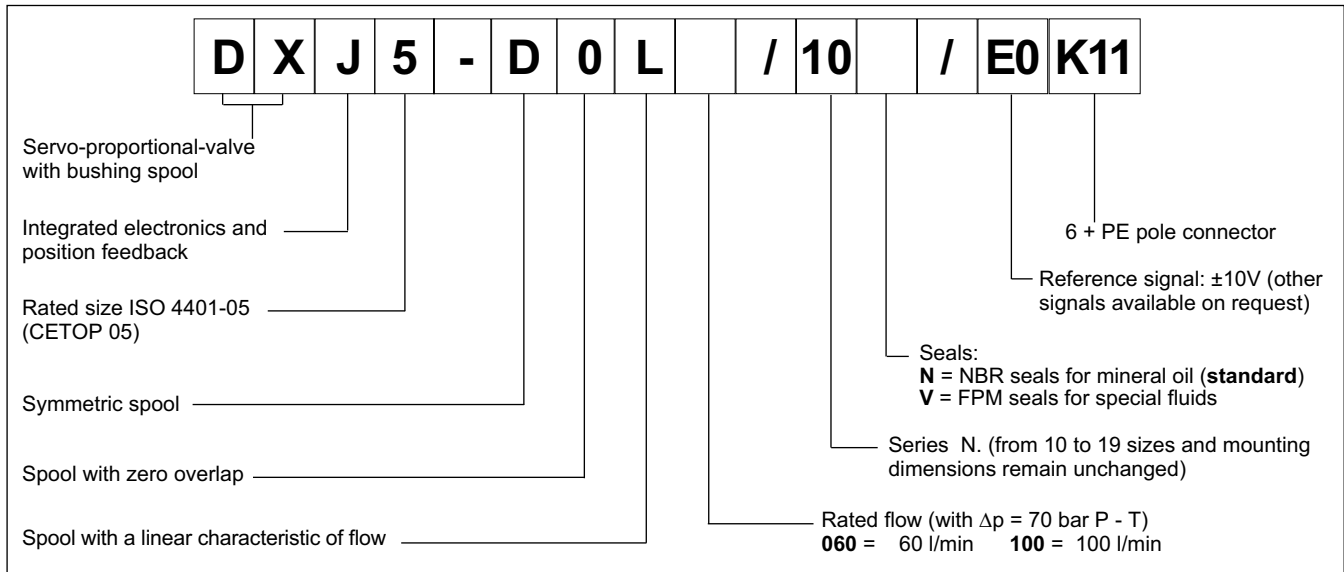 D X J 5 - D 0 L / 10 / E0 K11
Servo-proportional-valve
with bushing spool
Integrated electronics and
position feedback
Rated size ISO 4401-05
(CETOP 05)
Symmetric spool
Spool with zero overlap
Spool with a linear characteristic of flow
6 + PE pole connector
Reference signal: ±10V (other
signals available on request)
Seals:
N = NBR seals for mineral oil (standard)
V = FPM seals for special fluids
Series N. (from 10 to 19 sizes and mounting
dimensions remain unchanged)
Rated flow (with Δp = 70 bar P - T)
060 = 60 l/min 100 = 100 l/min